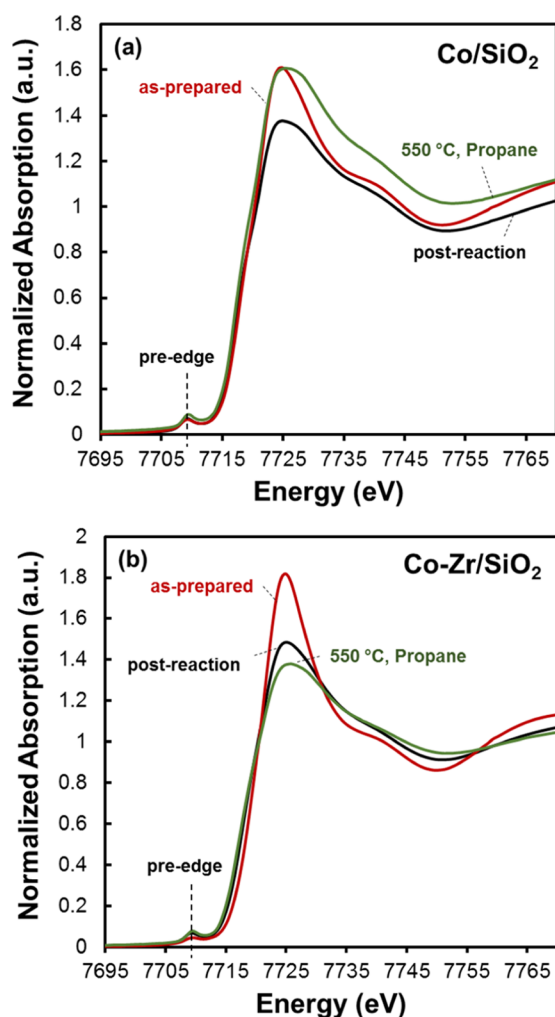 (a)
Co/SiO₂
as-prepared
550 °C, Propane
post-reaction
pre-edge
Normalized Absorption (a.u.)
1.8
1.6
1.4
1.2
1
0.8
0.6
0.4
0.2
0
7695 7705 7715 7725 7735 7745 7755 7765
Energy (eV)
(b)
Co-Zr/SiO₂
as-prepared
post-reaction
550 °C, Propane
pre-edge
Normalized Absorption (a.u.)
2
1.8
1.6
1.4
1.2
1
0.8
0.6
0.4
0.2
0
7695 7705 7715 7725 7735 7745 7755 7765
Energy (eV)